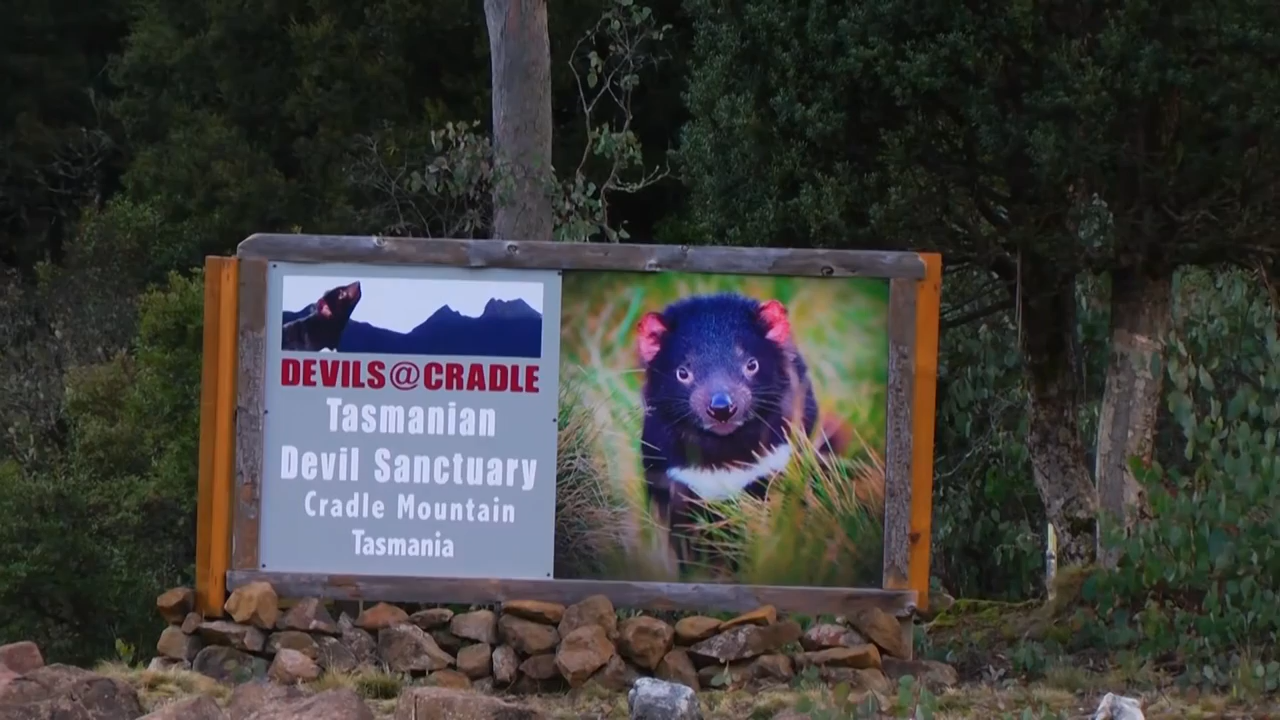 DEVILS@CRADLE
Tasmanian
Devil Sanctuary
Cradle Mountain
Tasmania